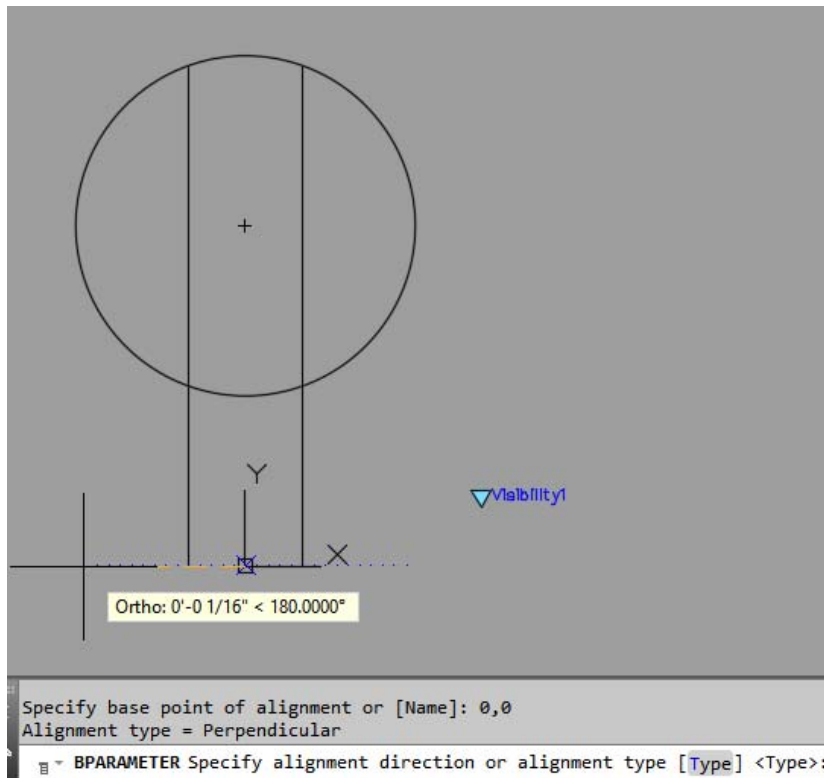 Y
Visibility1
X
Ortho: 0'-0 1/16" < 180.0000°
Specify base point of alignment or [Name]: 0,0
Alignment type = Perpendicular
BPARAMETER Specify alignment direction or alignment type [Type] <Type>: